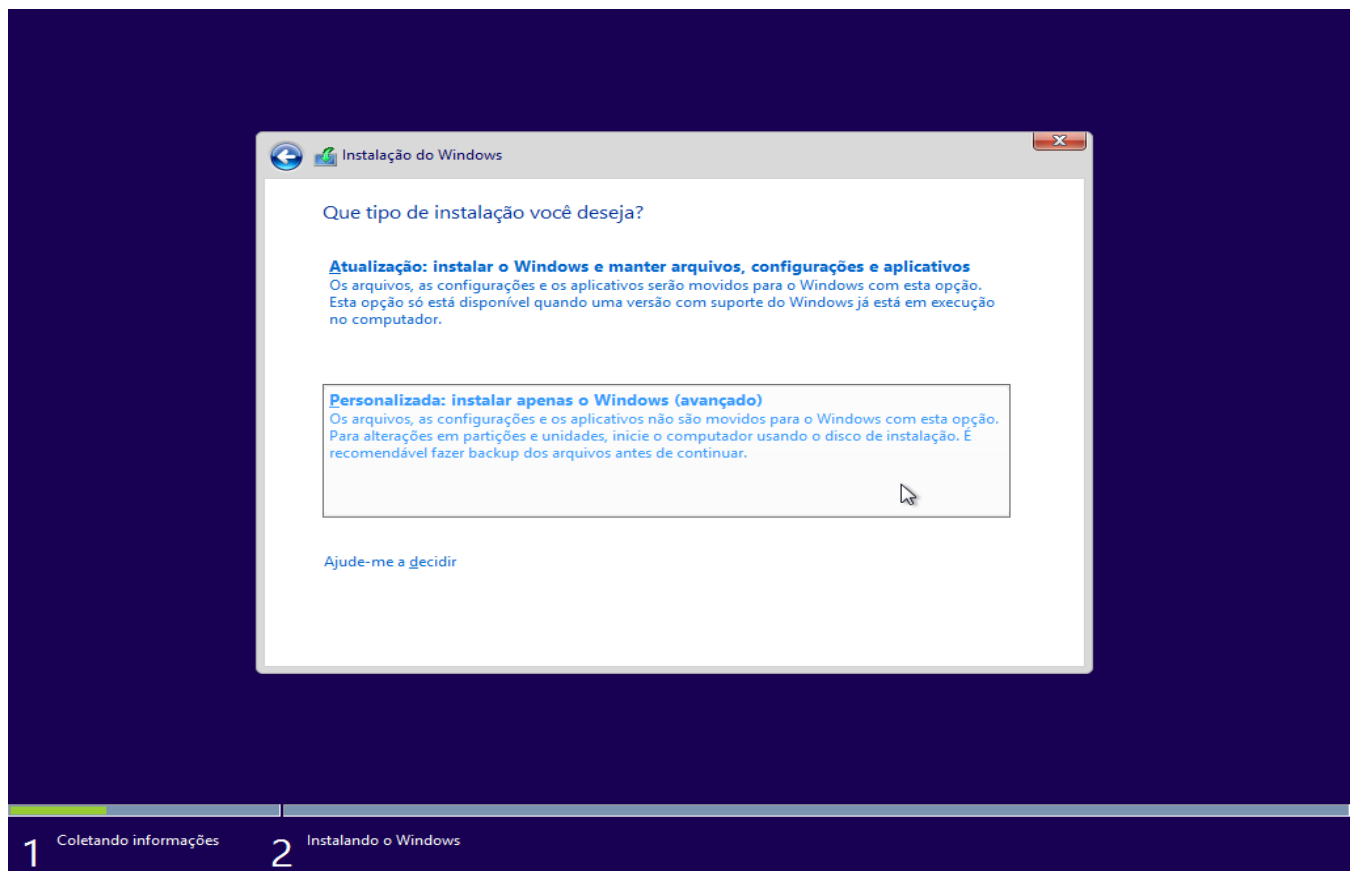 Instalação do Windows
Que tipo de instalação você deseja?
Atualização: instalar o Windows e manter arquivos, configurações e aplicativos
Os arquivos, as configurações e os aplicativos serão movidos para o Windows com esta opção.
Esta opção só está disponível quando uma versão com suporte do Windows já está em execução
no computador.
Personalizada: instalar apenas o Windows (avançado)
Os arquivos, as configurações e os aplicativos não são movidos para o Windows com esta opção.
Para alterações em partições e unidades, inicie o computador usando o disco de instalação. É
recomendável fazer backup dos arquivos antes de continuar.
Ajude-me a decidir
1 Coletando informações 2 Instalando o Windows